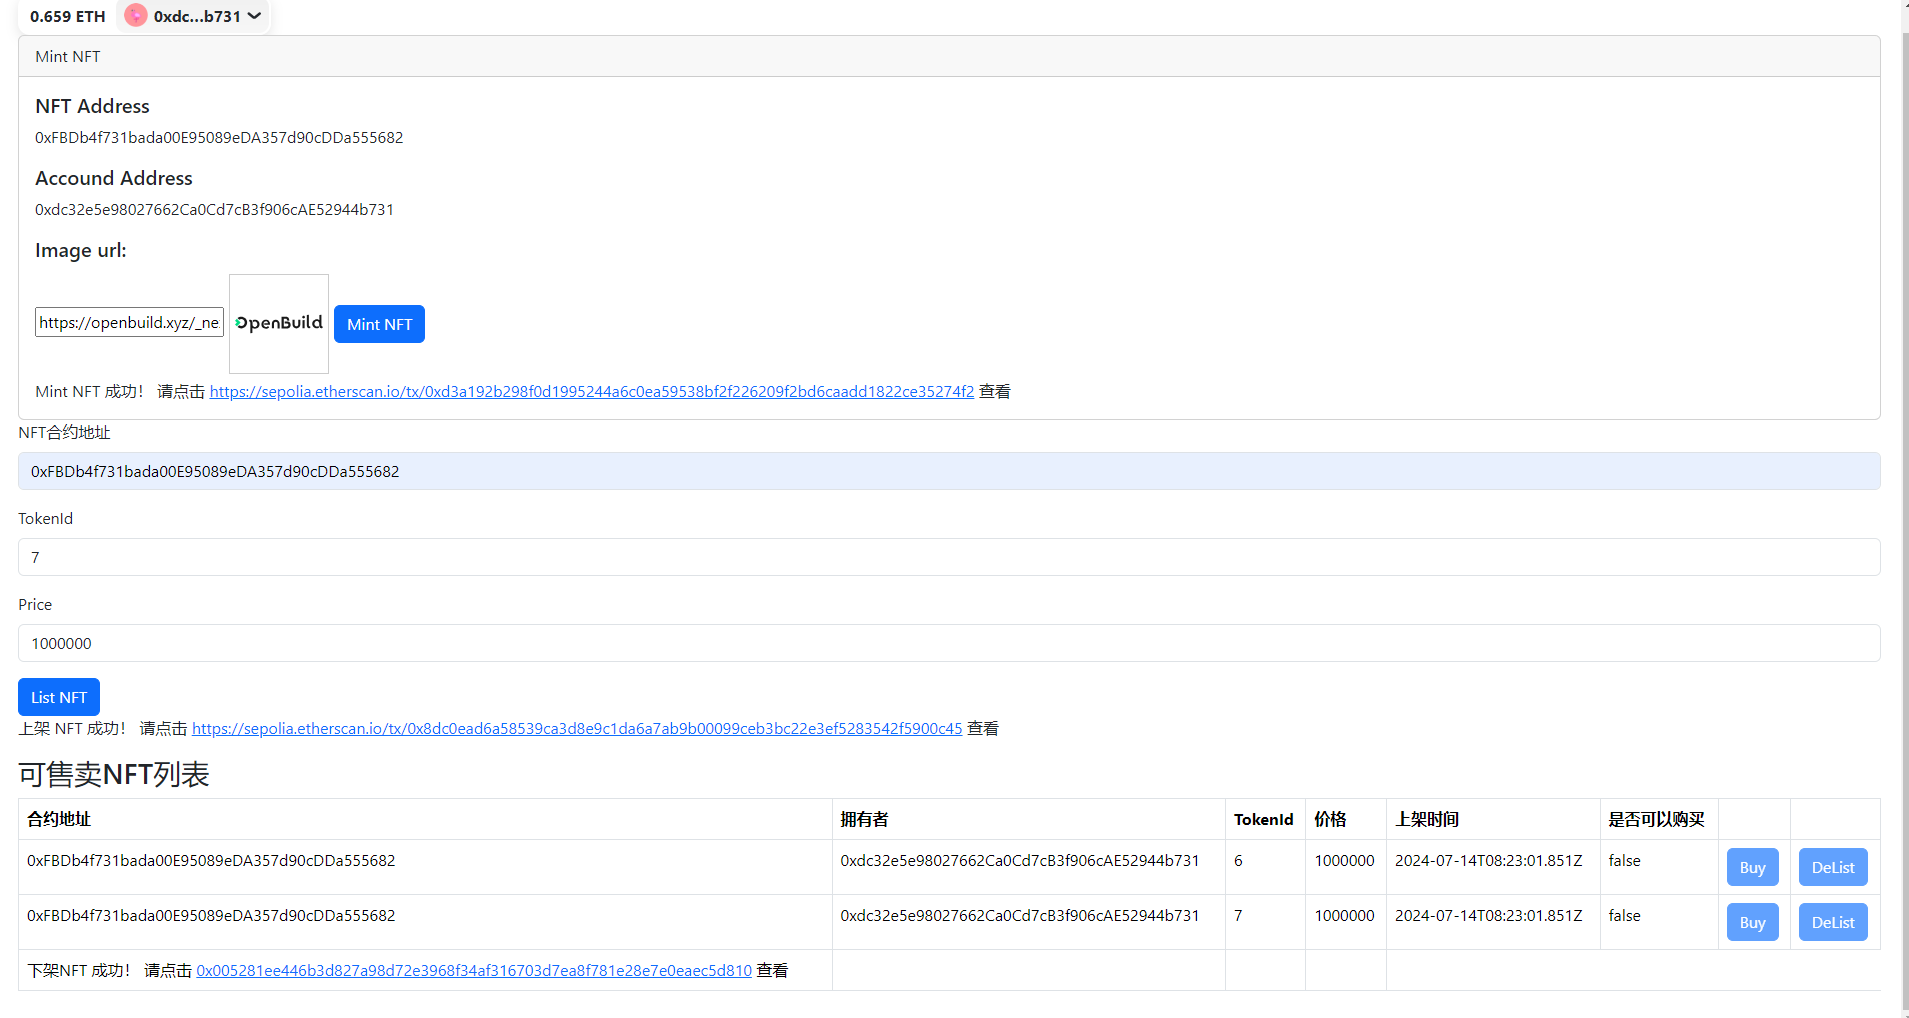 0.659 ETH 0xdc...b731
Mint NFT
NFT Address
0xFBDb4f731bada00E95089eDA357d90cDDa555682
Accound Address
0xdc32e5e98027662Ca0Cd7cB3f906cAE52944b731
Image url:
https://openbuild.xyz/_ne OpenBuild Mint NFT
Mint NFT 成功! 请点击 https://sepolia.etherscan.io/tx/0xd3a192b298f0d1995244a6c0ea59538bf2f226209f2bd6caadd1822ce35274f2 查看
NFT合约地址
0xFBDb4f731bada00E95089eDA357d90cDDa555682
TokenId
7
Price
1000000
List NFT
上架 NFT 成功! 请点击 https://sepolia.etherscan.io/tx/0x8dc0ead6a58539ca3d8e9c1da6a7ab9b00099ceb3bc22e3ef5283542f5900c45 查看
可售卖NFT列表
合约地址 拥有者 TokenId 价格 上架时间 是否可以购买
0xFBDb4f731bada00E95089eDA357d90cDDa555682 0xdc32e5e98027662Ca0Cd7cB3f906cAE52944b731 6 1000000 2024-07-14T08:23:01.851Z false Buy DeList
0xFBDb4f731bada00E95089eDA357d90cDDa555682 0xdc32e5e98027662Ca0Cd7cB3f906cAE52944b731 7 1000000 2024-07-14T08:23:01.851Z false Buy DeList
下架NFT 成功! 请点击 0x005281ee446b3d827a98d72e3968f34af316703d7ea8f781e28e7e0eaec5d810 查看